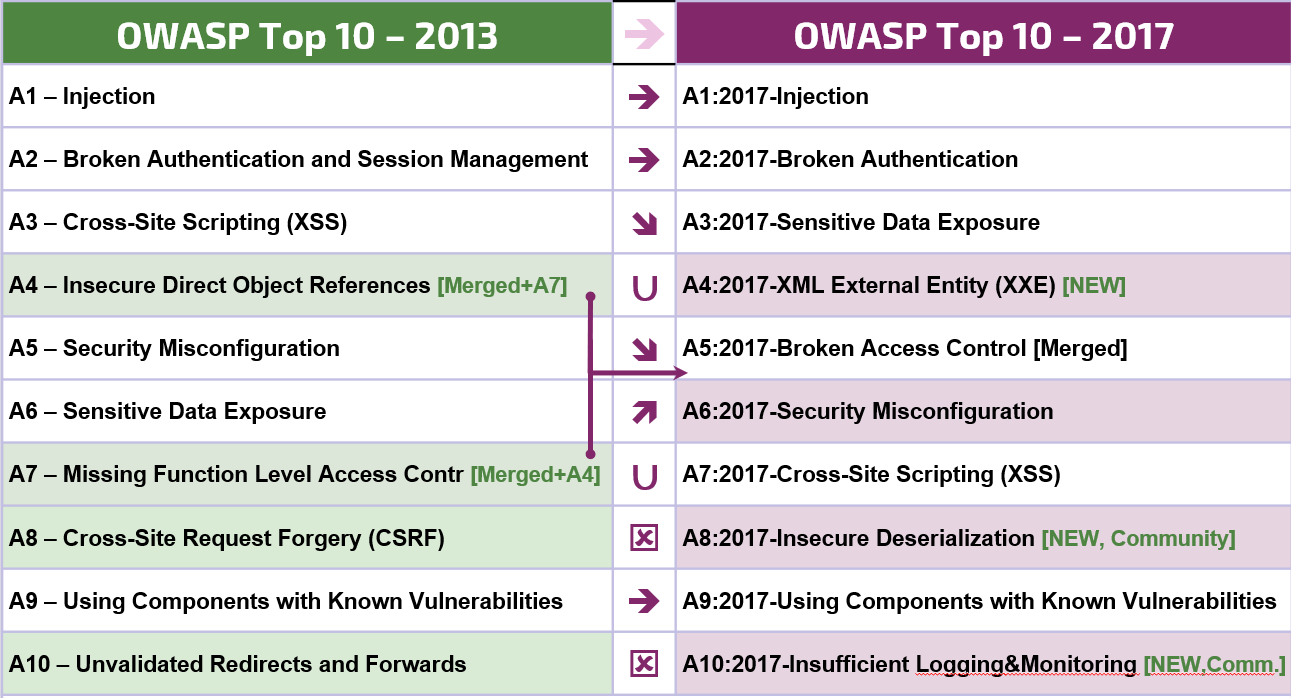 OWASP Top 10 – 2013
OWASP Top 10 – 2017
A1 – Injection
A1:2017-Injection
A2 – Broken Authentication and Session Management
A2:2017-Broken Authentication
A3 – Cross-Site Scripting (XSS)
A3:2017-Sensitive Data Exposure
A4 – Insecure Direct Object References [Merged+A7]
U
A4:2017-XML External Entity (XXE) [NEW]
A5 – Security Misconfiguration
A5:2017-Broken Access Control [Merged]
A6 – Sensitive Data Exposure
A6:2017-Security Misconfiguration
A7 – Missing Function Level Access Contr [Merged+A4]
U
A7:2017-Cross-Site Scripting (XSS)
A8 – Cross-Site Request Forgery (CSRF)
A8:2017-Insecure Deserialization [NEW, Community]
A9 – Using Components with Known Vulnerabilities
A9:2017-Using Components with Known Vulnerabilities
A10 – Unvalidated Redirects and Forwards
A10:2017-Insufficient Logging&Monitoring [NEW,Comm.]